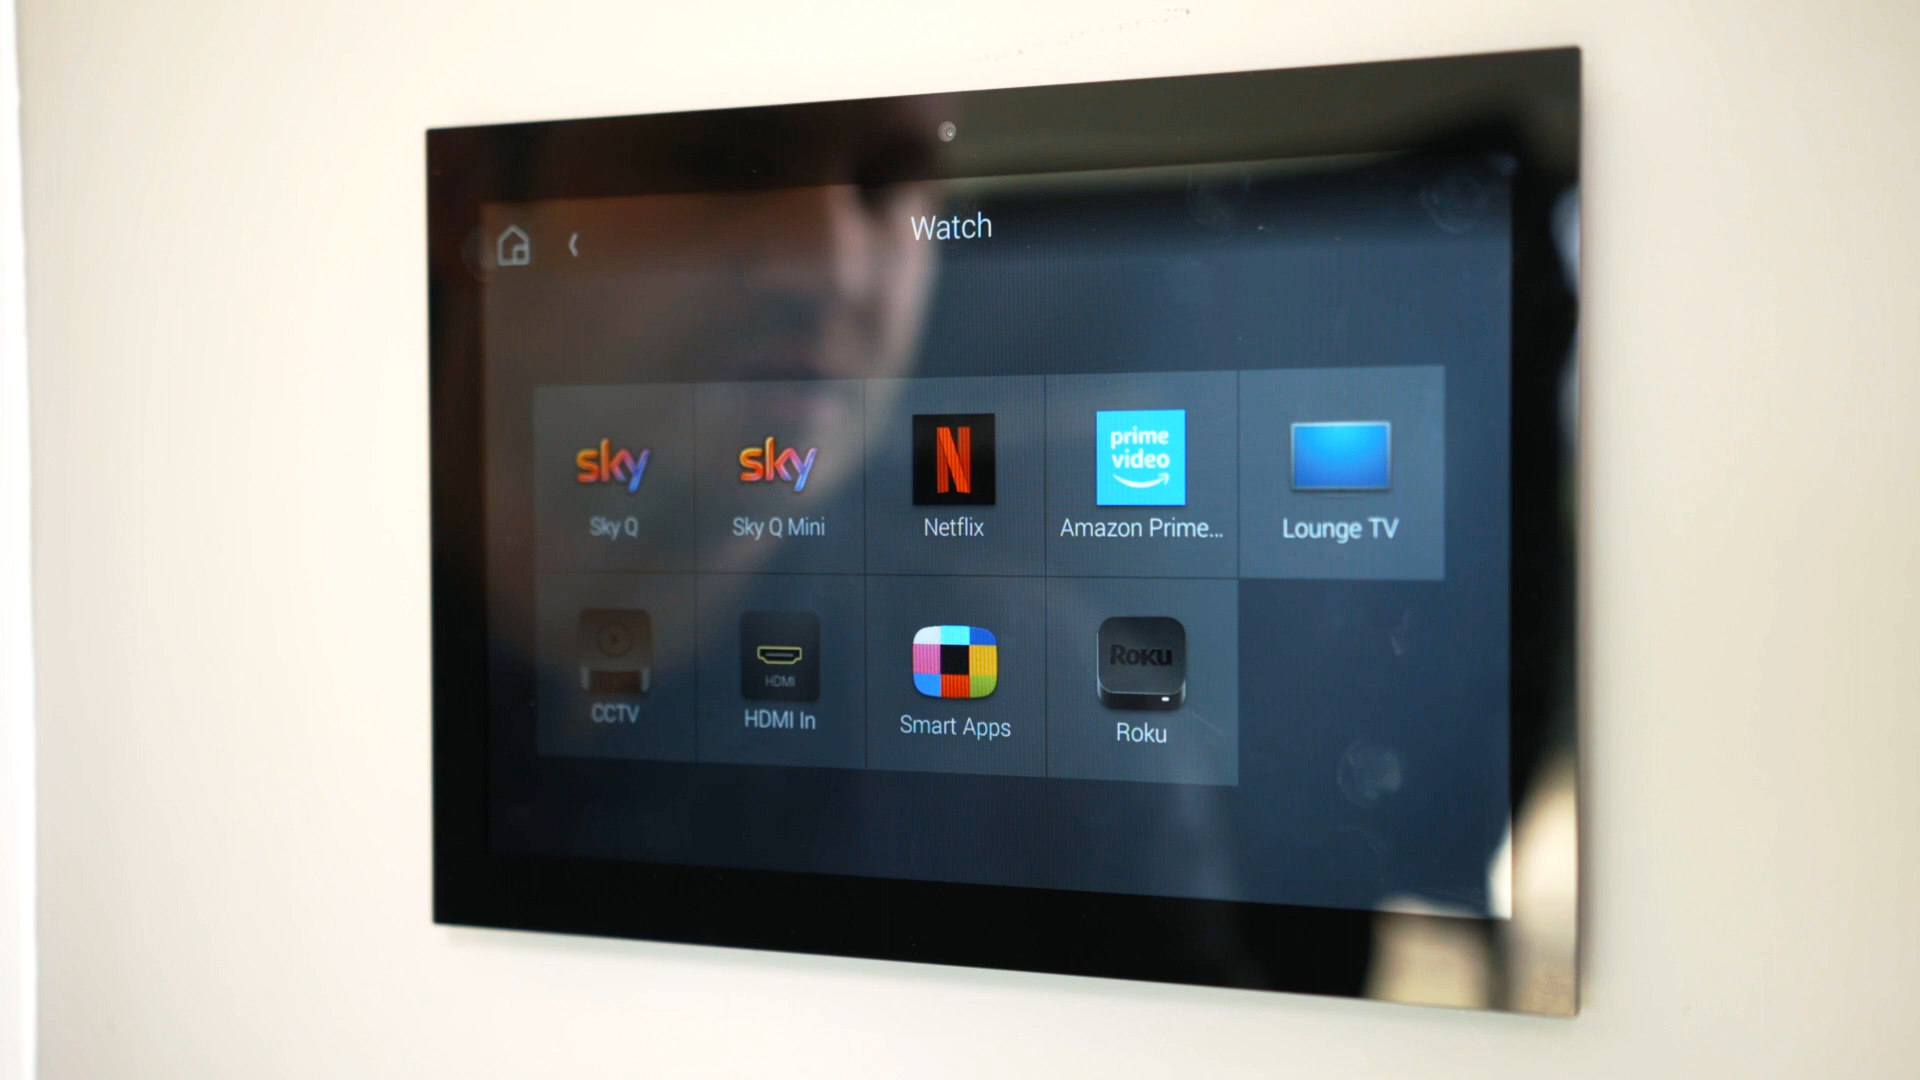 Watch
sky
Sky Q
sky
Sky Q Mini
N
Netflix
prime
video
Amazon Prime...
Lounge TV
CCTV
HDMI
HDMI In
Smart Apps
ROKU
Roku